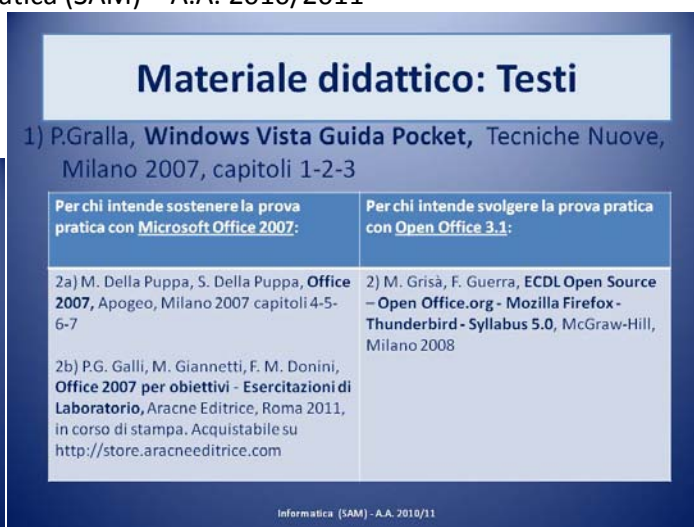 (SAM) – A.A. 2010/2011
Materiale didattico: Testi
1) P.Gralla, Windows Vista Guida Pocket, Tecniche Nuove,
Milano 2007, capitoli 1-2-3
Per chi intende sostenere la prova
pratica con Microsoft Office 2007:
Per chi intende svolgere la prova pratica
con Open Office 3.1:
2a) M. Della Puppa, S. Della Puppa, Office
2007, Apogeo, Milano 2007 capitoli 4-5-
6-7
2b) P.G. Galli, M. Giannetti, F. M. Donini,
Office 2007 per obiettivi - Esercitazioni di
Laboratorio, Aracne Editrice, Roma 2011,
in corso di stampa. Acquistabile su
http://store.aracneeditrice.com
2) M. Grisà, F. Guerra, ECDL Open Source
– Open Office.org - Mozilla Firefox -
Thunderbird - Syllabus 5.0, McGraw-Hill,
Milano 2008
Informatica (SAM) - A.A. 2010/11